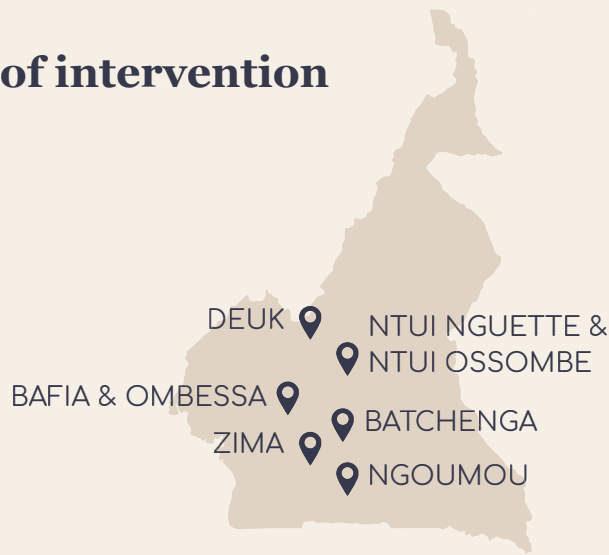 of intervention
DEUK
NTUI NGUETTE &
NTUI OSSOMBE
BAFIA & OMBESSA
BATCHENGA
ZIMA
NGOUMOU